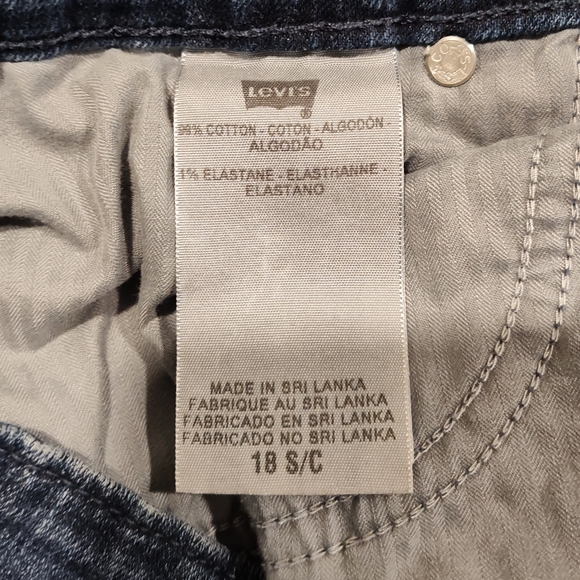 Levi's
®
99% COTTON - COTON - ALGODÓN -
ALGODÃO
1% ELASTANE - ELASTHANNE -
ELASTANO
MADE IN SRI LANKA
FABRIQUE AU SRI LANKA
FABRICADO EN SRI LANKA
FABRICADO NO SRI LANKA
18 S/C